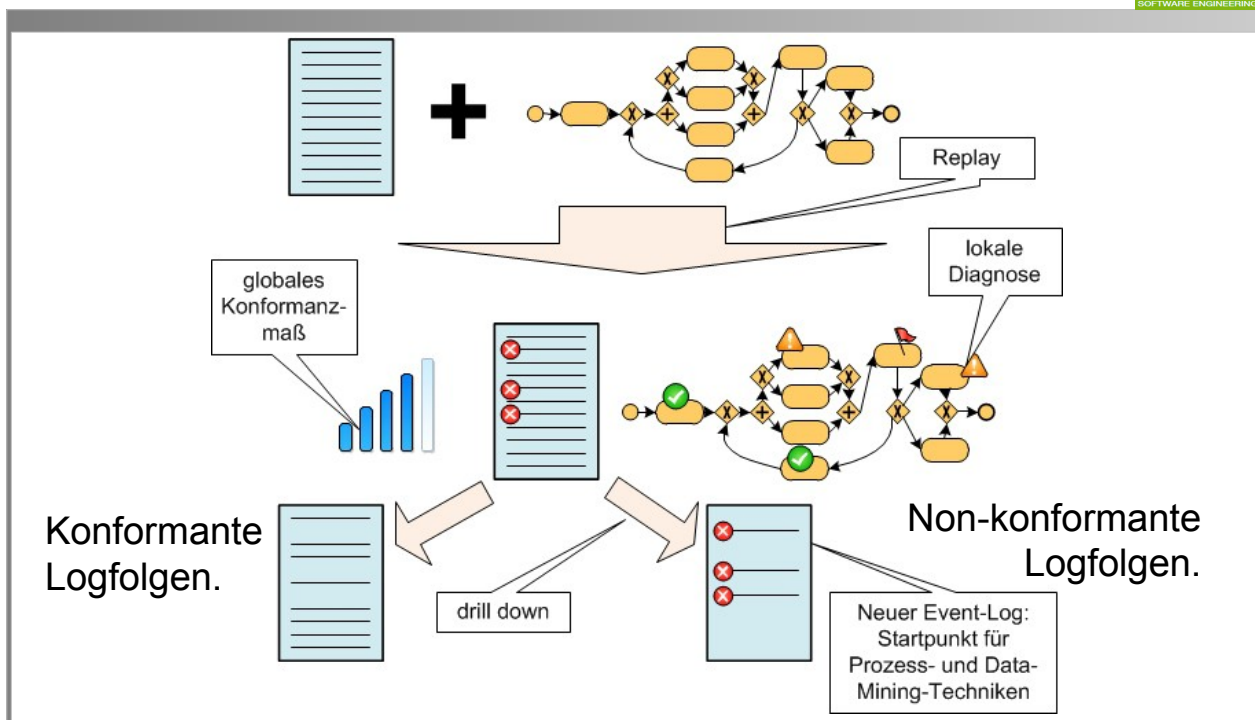 SOFTWARE ENGINEERING
Replay
lokale
Diagnose
globales
Konformanz-
maß
Konformante
Logfolgen.
Non-konformante
Logfolgen.
drill down
Neuer Event-Log:
Startpunkt für
Prozess- und Data-
Mining-Techniken